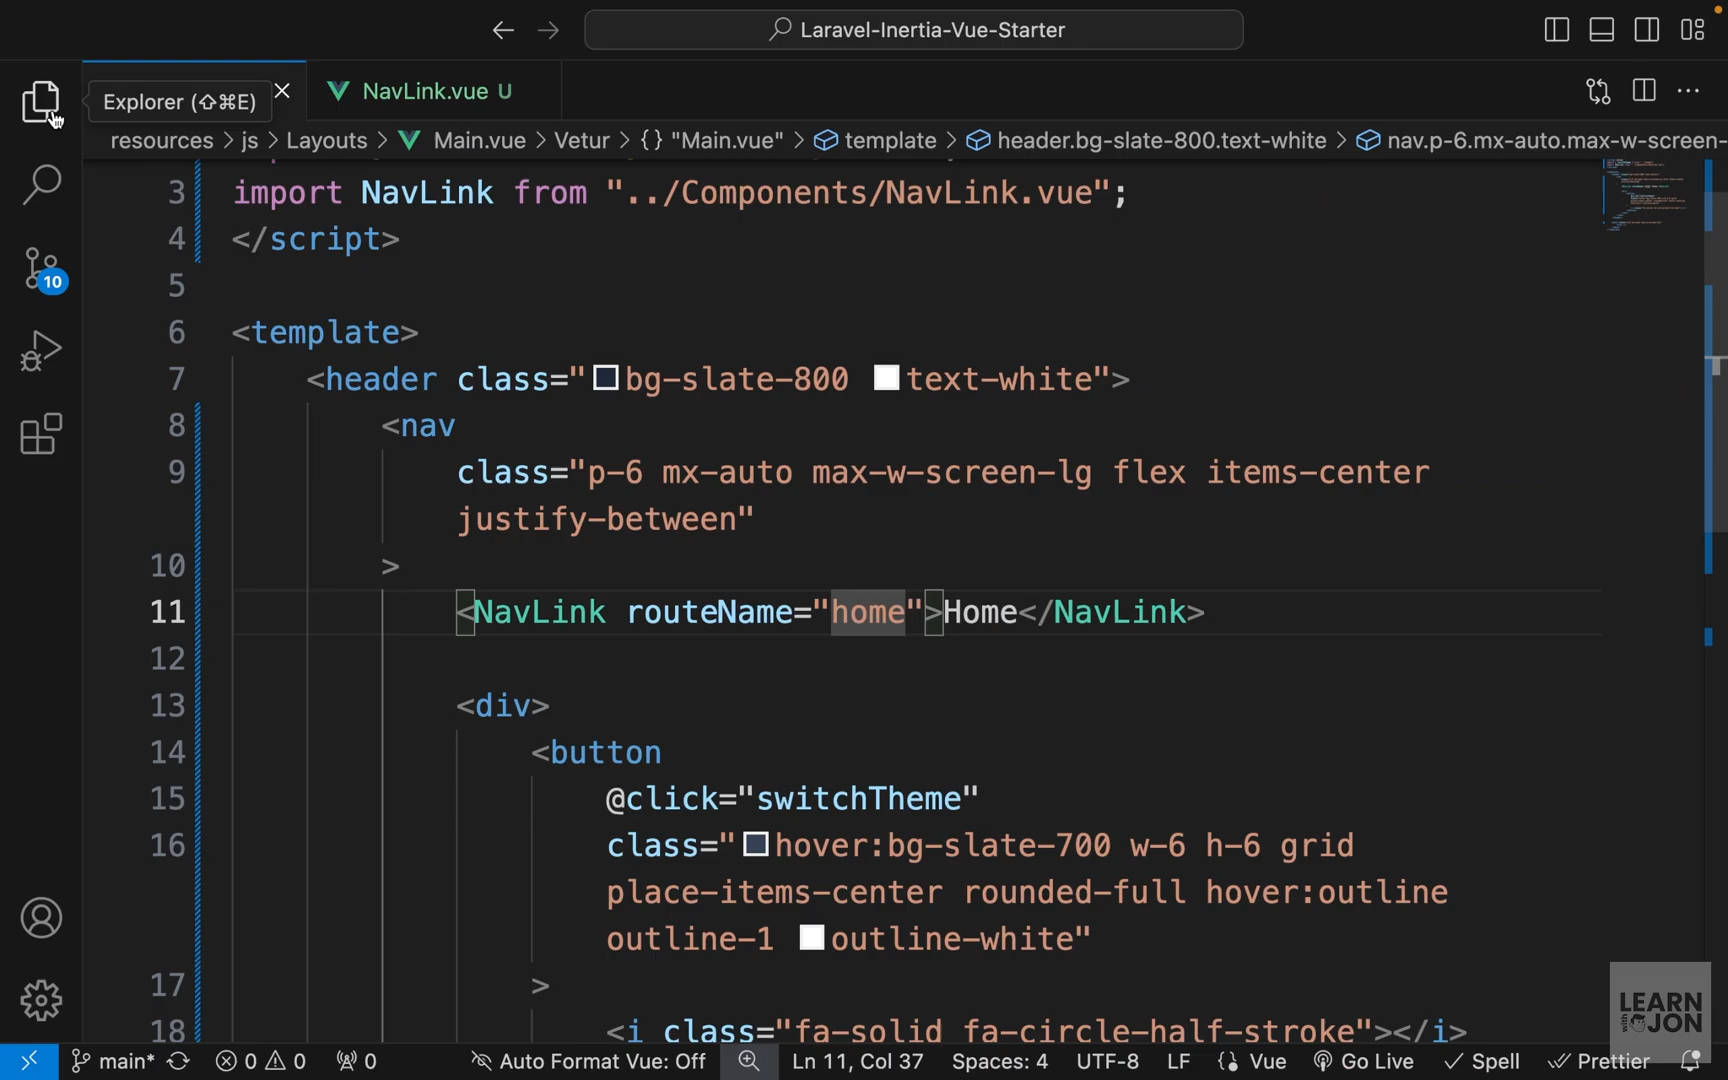 Laravel-Inertia-Vue-Starter
Explorer (⇧⌘E)
NavLink.vue U
resources > js > Layouts > Main.vue > Vetur > {} "Main.vue" > template > header.bg-slate-800.text-white > nav.p-6.mx-auto.max-w-screen-
3 import NavLink from "../Components/NavLink.vue";
4 </script>
5
6 <template>
7 <header class="bg-slate-800 text-white">
8 <nav
9 class="p-6 mx-auto max-w-screen-lg flex items-center
justify-between"
10 >
11 <NavLink routeName="home">Home</NavLink>
12
13 <div>
14 <button
15 @click="switchTheme"
16 class="hover:bg-slate-700 w-6 h-6 grid
place-items-center rounded-full hover:outline
outline-1 outline-white"
17 >
18 <i class="fa-solid fa-circle-half-stroke"></i>
10
main* 0 0 0 Auto Format Vue: Off Ln 11, Col 37 Spaces: 4 UTF-8 LF Vue Go Live Spell Prettier
LEARN
with JON